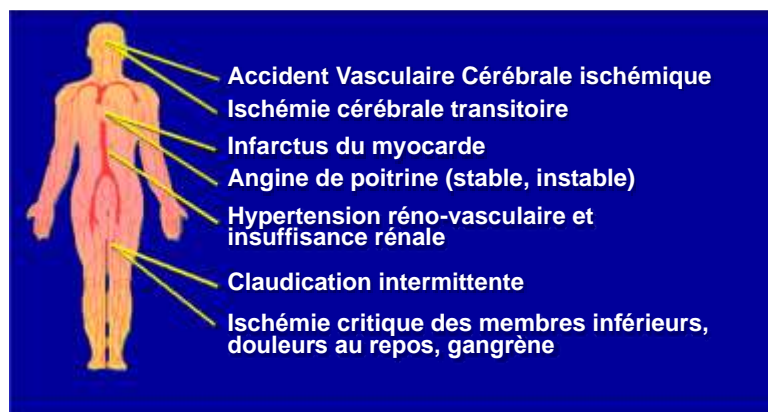 Accident Vasculaire Cérébrale ischémique
Ischémie cérébrale transitoire
Infarctus du myocarde
Angine de poitrine (stable, instable)
Hypertension réno-vasculaire et
insuffisance rénale
Claudication intermittente
Ischémie critique des membres inférieurs,
douleurs au repos, gangrène